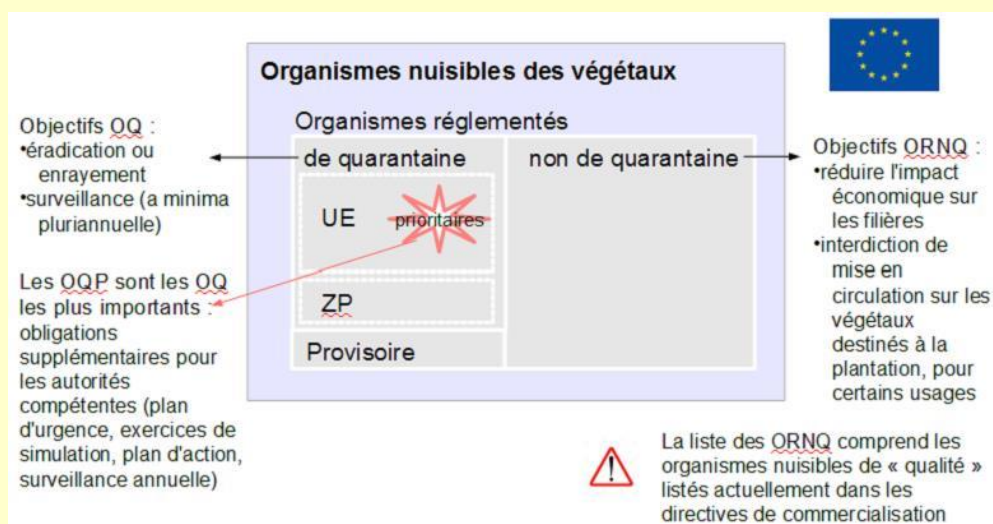 Organismes nuisibles des végétaux
Organismes réglementés
de quarantaine
UE
prioritaires
ZP
Provisoire
non de quarantaine
Objectifs OQ :
•éradication ou
enrayement
•surveillance (a minima
pluriannuelle)
Les OQP sont les OQ
les plus importants :
obligations
supplémentaires pour
les autorités
compétentes (plan
d'urgence, exercices de
simulation, plan d'action,
surveillance annuelle)
Objectifs ORNQ :
•réduire l'impact
économique sur
les filières
•interdiction de
mise en
circulation sur les
végétaux
destinés à la
plantation, pour
certains usages
La liste des ORNQ comprend les
organismes nuisibles de « qualité »
listés actuellement dans les
directives de commercialisation